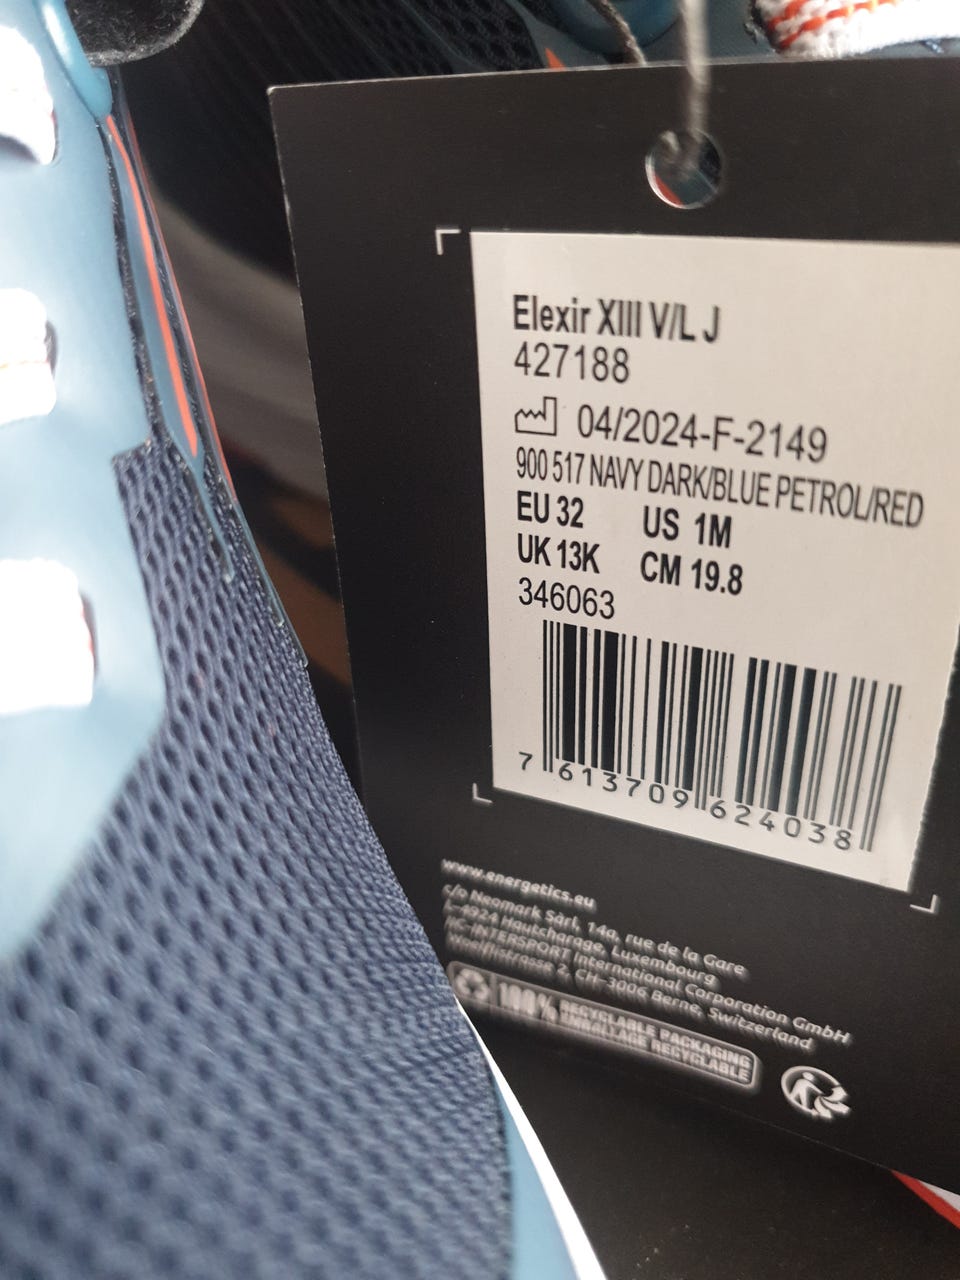 Elexir XIII V/L J
427188
04/2024-F-2149
900 517 NAVY DARK/BLUE PETROL/RED
EU 32 US 1M
UK 13K CM 19.8
346063
7 613709 624038
www.energetics.eu
c/o Neomark Sàrl, 14a, rue de la Gare
L-4924 Hautcharage, Luxembourg
IIC-INTERSPORT International Corporation GmbH
Woelflistrasse 2, CH-3006 Berne, Switzerland
100% RECYCLABLE PACKAGING
EMBALLAGE RECYCLABLE